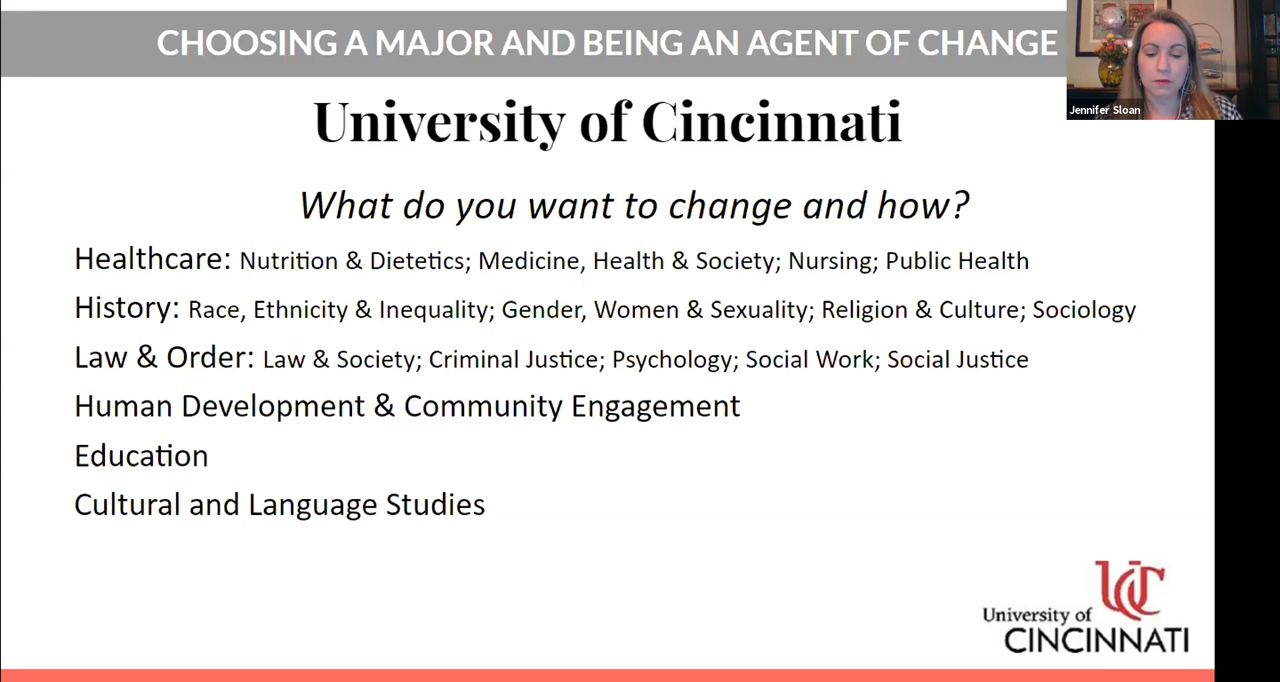 CHOOSING A MAJOR AND BEING AN AGENT OF CHANGE
Jennifer Sloan
University of Cincinnati
What do you want to change and how?
Healthcare: Nutrition & Dietetics; Medicine, Health & Society; Nursing; Public Health
History: Race, Ethnicity & Inequality; Gender, Women & Sexuality; Religion & Culture; Sociology
Law & Order: Law & Society; Criminal Justice; Psychology; Social Work; Social Justice
Human Development & Community Engagement
Education
Cultural and Language Studies
UC
University of
CINCINNATI